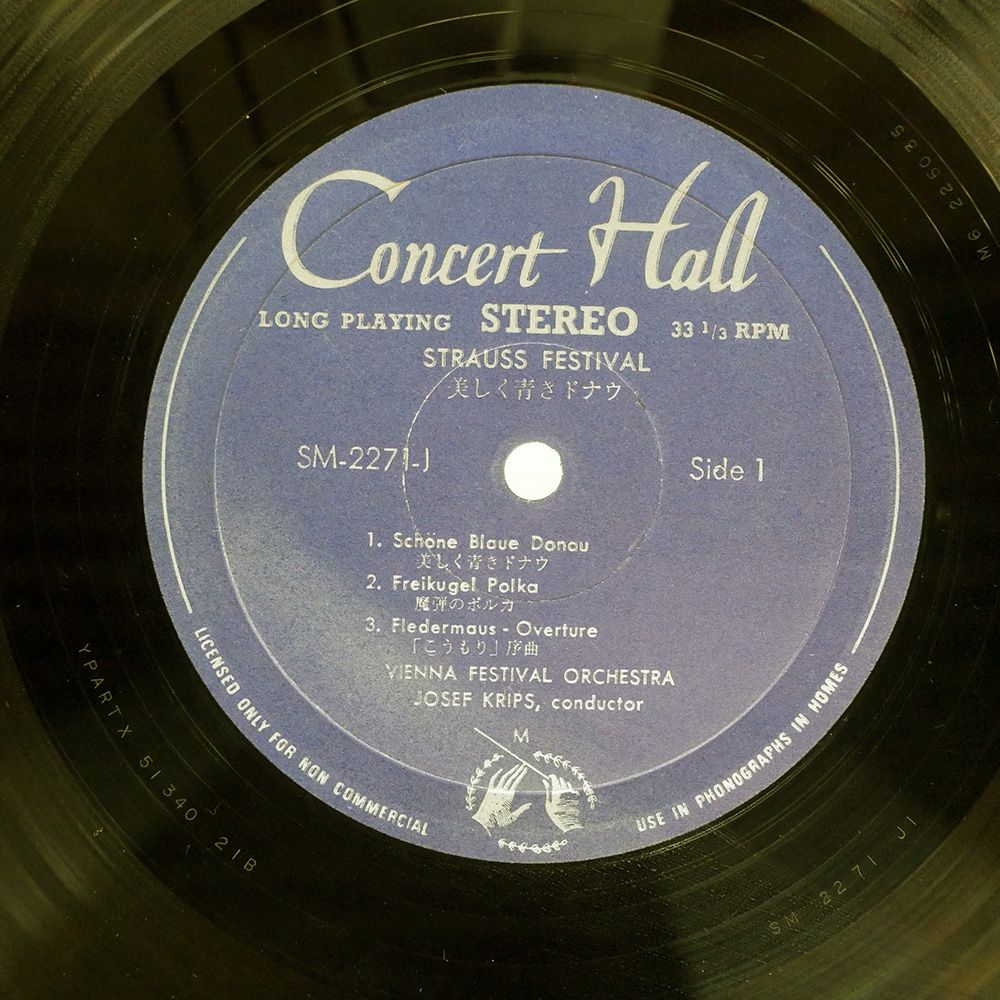 Concert Hall
LONG PLAYING STEREO 33 1/3 RPM
STRAUSS FESTIVAL
美しく青きドナウ
SM-2271-J Side 1
1. Schöne Blaue Donau
美しく青きドナウ
2. Freikugel Polka
魔弾のポルカ
3. Fledermaus - Overture
「こうもり」序曲
VIENNA FESTIVAL ORCHESTRA
JOSEF KRIPS, conductor
M
LICENSED ONLY FOR NON COMMERCIAL
USE IN PHONOGRAPHS IN HOMES
M6 225035
YPARTX 51340 21B
SM 2271 J1